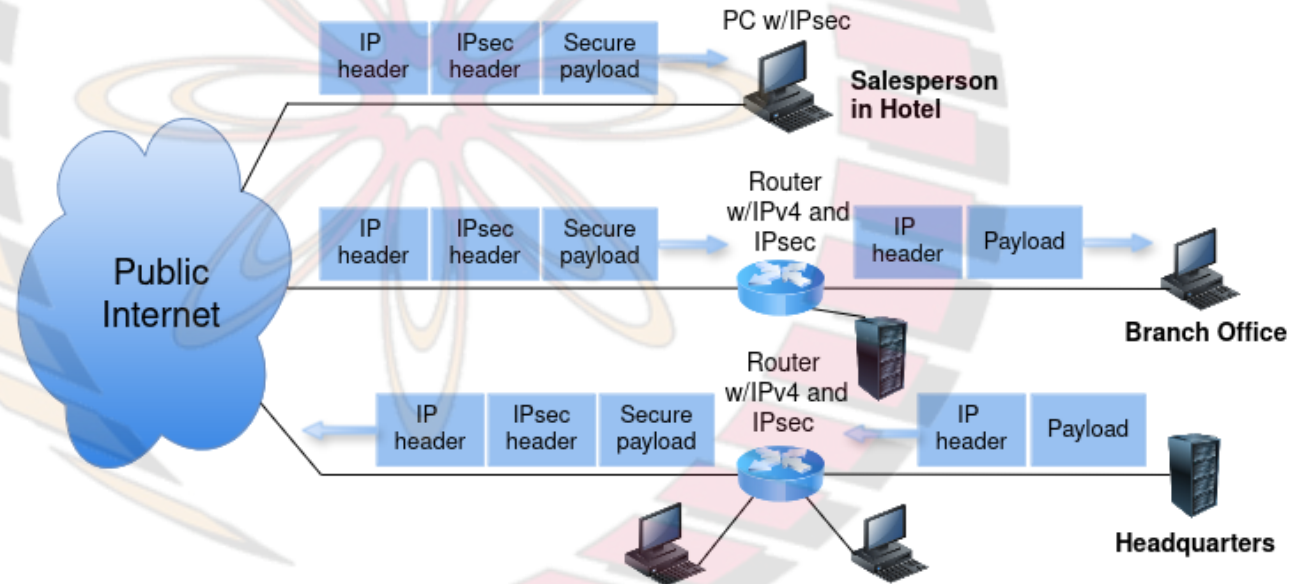 PC w/IPsec
IP
header
IPsec
header
Secure
payload
Salesperson
in Hotel
Router
w/IPv4 and
IPsec
IP
header
IPsec
header
Secure
payload
IP
header
Payload
Public
Internet
Branch Office
Router
w/IPv4 and
IPsec
IP
header
IPsec
header
Secure
payload
IP
header
Payload
Headquarters